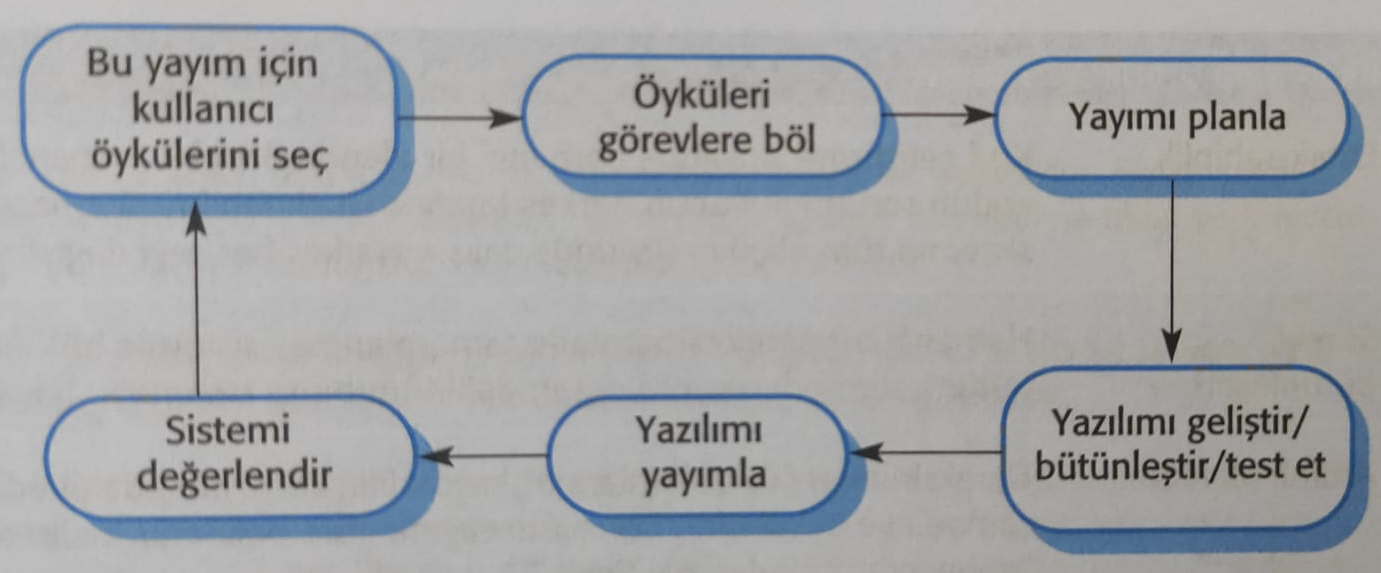 Bu yayım için
kullanıcı
öykülerini seç
Öyküleri
görevlere böl
Yayımı planla
Yazılımı geliştir/
bütünleştir/test et
Yazılımı
yayımla
Sistemi
değerlendir